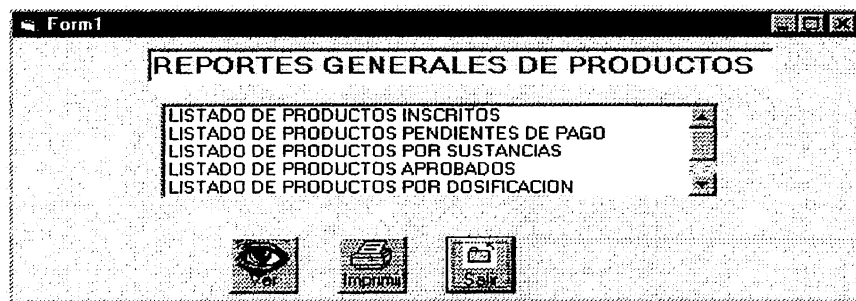 Form1
REPORTES GENERALES DE PRODUCTOS
LISTADO DE PRODUCTOS INSCRITOS
LISTADO DE PRODUCTOS PENDIENTES DE PAGO
LISTADO DE PRODUCTOS POR SUSTANCIAS
LISTADO DE PRODUCTOS APROBADOS
LISTADO DE PRODUCTOS POR DOSIFICACION
Ver Imprimir Salir